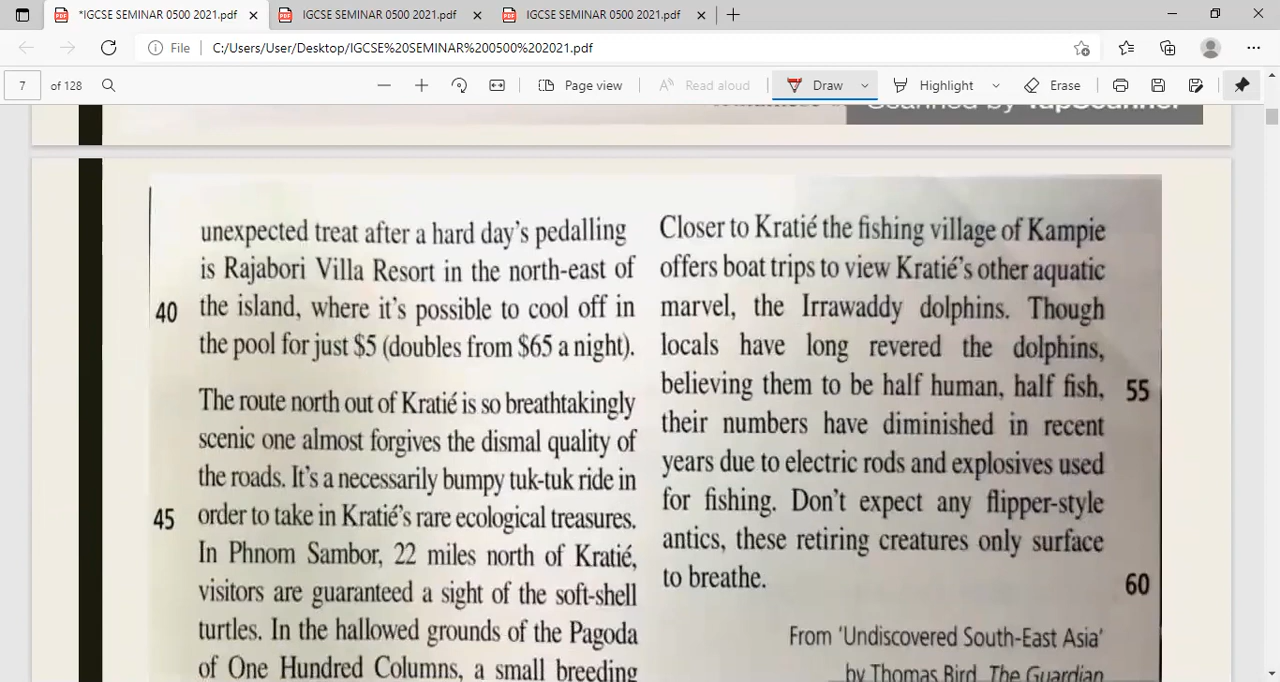 *IGCSE SEMINAR 0500 2021.pdf
IGCSE SEMINAR 0500 2021.pdf
IGCSE SEMINAR 0500 2021.pdf
File
C:/Users/User/Desktop/IGCSE%20SEMINAR%200500%202021.pdf
7
of 128
Page view
Read aloud
Draw
Highlight
Erase
Scanned by TapScanner
unexpected treat after a hard day's pedalling
is Rajabori Villa Resort in the north-east of
40 the island, where it's possible to cool off in
the pool for just $5 (doubles from $65 a night).
The route north out of Kratié is so breathtakingly
scenic one almost forgives the dismal quality of
the roads. It's a necessarily bumpy tuk-tuk ride in
45 order to take in Kratié's rare ecological treasures.
In Phnom Sambor, 22 miles north of Kratié,
visitors are guaranteed a sight of the soft-shell
turtles. In the hallowed grounds of the Pagoda
of One Hundred Columns, a small breeding
Closer to Kratié the fishing village of Kampie
offers boat trips to view Kratié's other aquatic
marvel, the Irrawaddy dolphins. Though
locals have long revered the dolphins,
believing them to be half human, half fish, 55
their numbers have diminished in recent
years due to electric rods and explosives used
for fishing. Don't expect any flipper-style
antics, these retiring creatures only surface
to breathe. 60
From 'Undiscovered South-East Asia'
by Thomas Bird, The Guardian